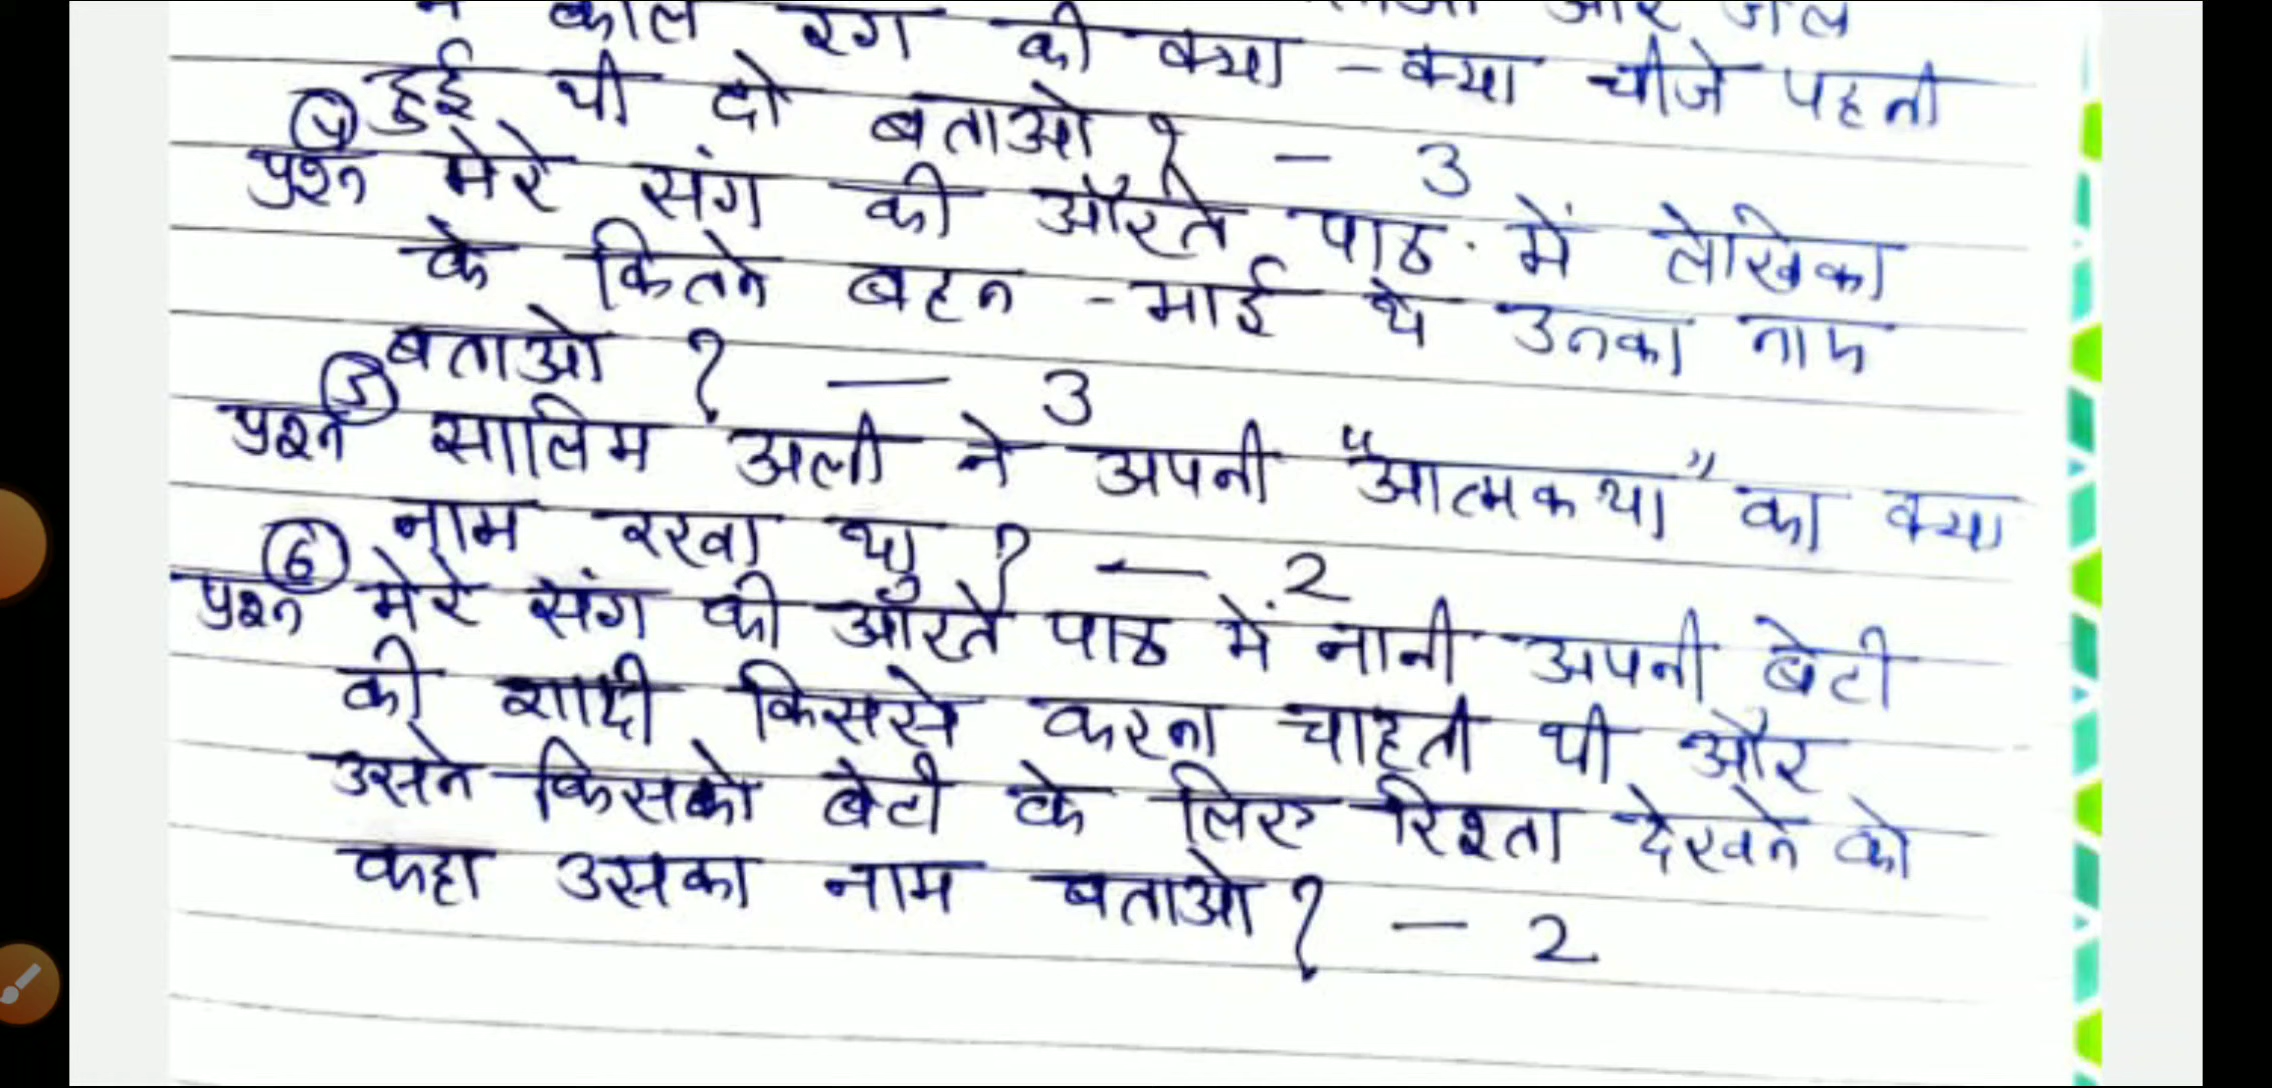 काले रंग की क्या - क्या चीजे पहनी
हुई थी दो बताओ ? - 3
प्रश्न ④ मेरे संग की औरते पाठ में लेखिका
के कितने बहन - भाई थे उनका नाम
बताओ ? - 3
प्रश्न ⑤ सालिम अली ने अपनी "आत्मकथा" का क्या
नाम रखा था ? - 2
प्रश्न ⑥ मेरे संग की औरते पाठ में नानी अपनी बेटी
की शादी किससे करना चाहती थी और
उसने किसको बेटी के लिए रिश्ता देखने को
कहा उसका नाम बताओ ? - 2